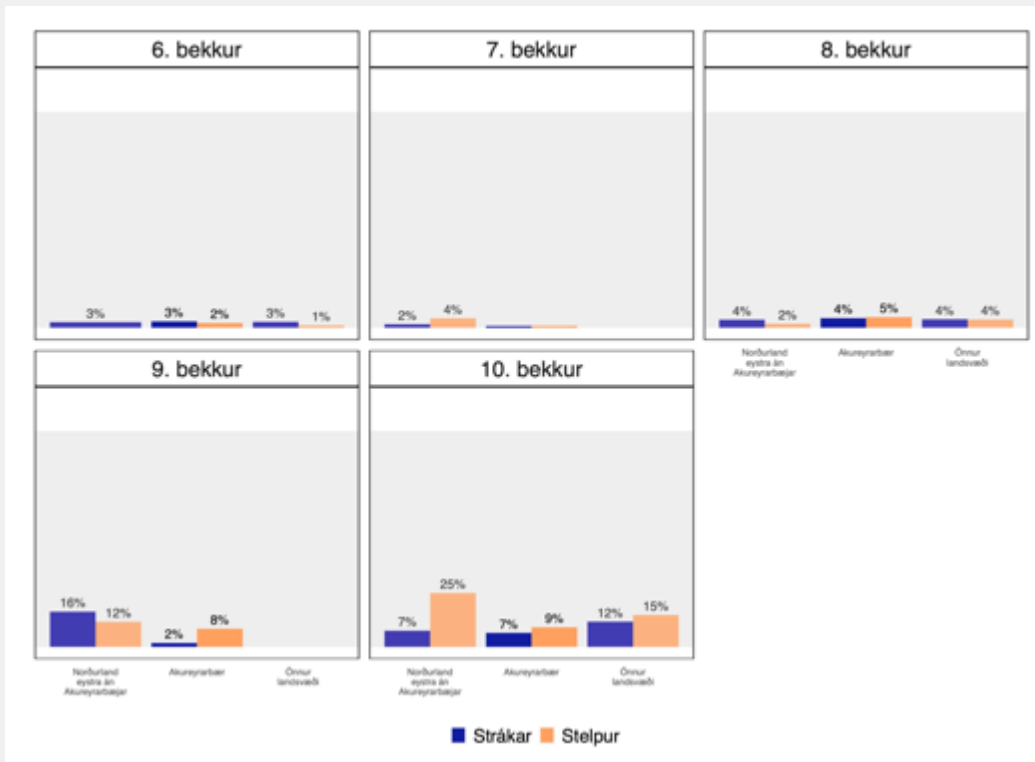 6. bekkur
7. bekkur
8. bekkur
3%
3%
2%
3%
1%
2%
4%
4%
2%
4%
5%
4%
4%
Norðurland
eystra án
Akureyrarbæjar
Akureyrarbær
Önnur
landsvæði
9. bekkur
10. bekkur
16%
12%
2%
8%
7%
25%
7%
9%
12%
15%
Norðurland
eystra án
Akureyrarbæjar
Akureyrarbær
Önnur
landsvæði
Norðurland
eystra án
Akureyrarbæjar
Akureyrarbær
Önnur
landsvæði
Strákar
Stelpur